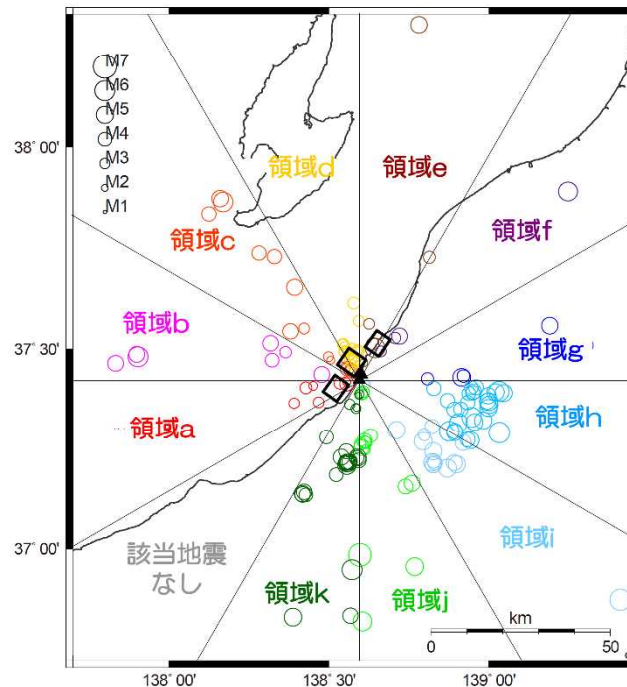 M7
M6
M5
M4
M3
M2
M1
38° 00'
37° 30'
37° 00'
138° 00'
138° 30'
139° 00'
領域d
領域e
領域c
領域f
領域b
領域g
領域a
領域h
領域i
該当地震
なし
領域k
領域j
km
0
50